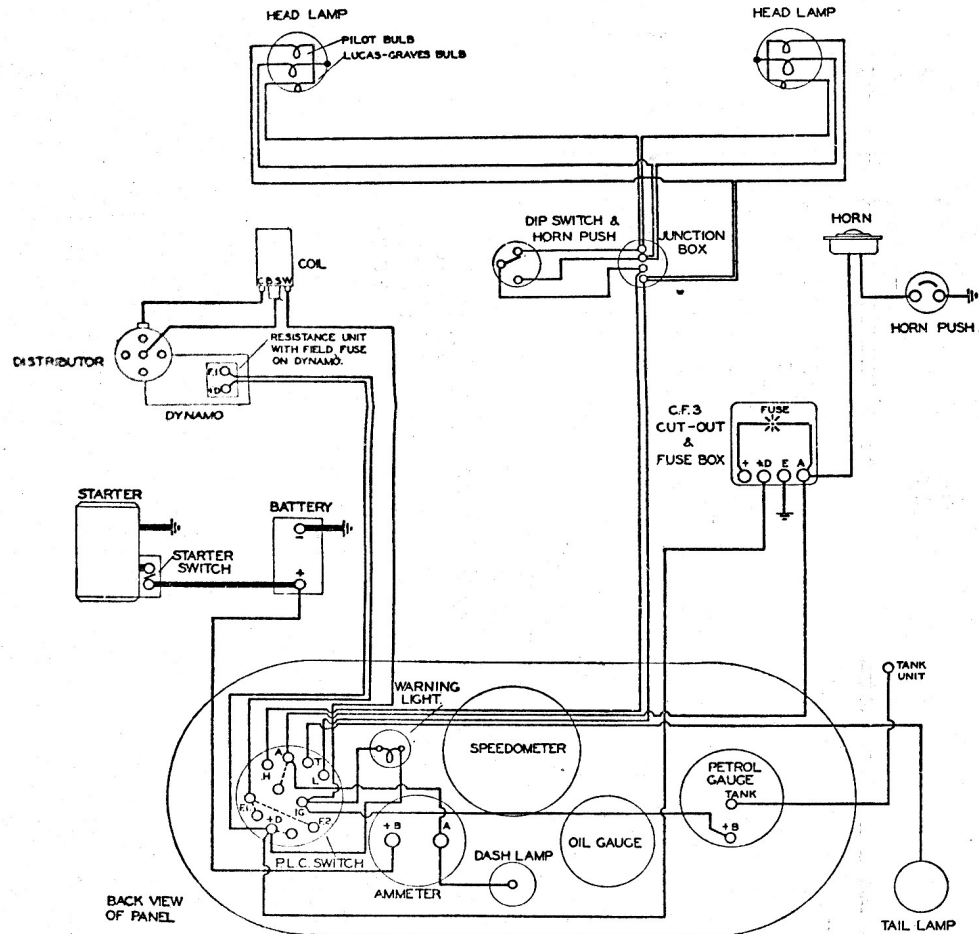 HEAD LAMP
HEAD LAMP
PILOT BULB
LUCAS-GRAVES BULB
DIP SWITCH &
HORN PUSH
JUNCTION
BOX
HORN
HORN PUSH
COIL
C B SW
DISTRIBUTOR
RESISTANCE UNIT
WITH FIELD FUSE
ON DYNAMO.
F.1
+D
DYNAMO
C.F.3
CUT-OUT
&
FUSE BOX
FUSE
+ +D E A
STARTER
STARTER
SWITCH
BATTERY
-
+
TANK
UNIT
WARNING
LIGHT.
SPEEDOMETER
PETROL
GAUGE
TANK
+B
H
A
T
L
F.1
+D
IG
F.2
P.L.C. SWITCH
+B
A
AMMETER
DASH LAMP
OIL GAUGE
BACK VIEW
OF PANEL
TAIL LAMP